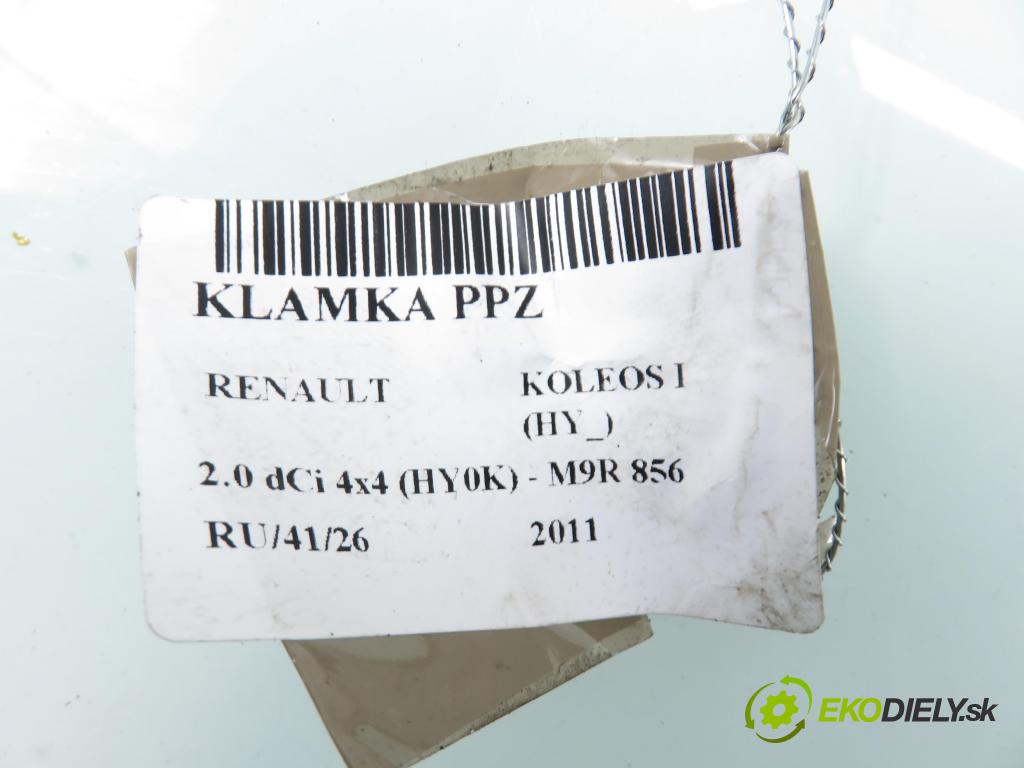 KLAMKA PPZ
RENAULT KOLEOS I
(HY_)
2.0 dCi 4x4 (HY0K) - M9R 856
RU/41/26 2011
EKODIELY.sk